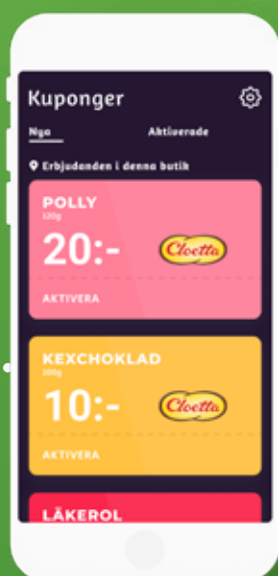 Kuponger
Nya Aktiverade
Erbjudanden i denna butik
POLLY
120g
20:- Cloetta
AKTIVERA
KEXCHOKLAD
100g
10:- Cloetta
AKTIVERA
LÄKEROL